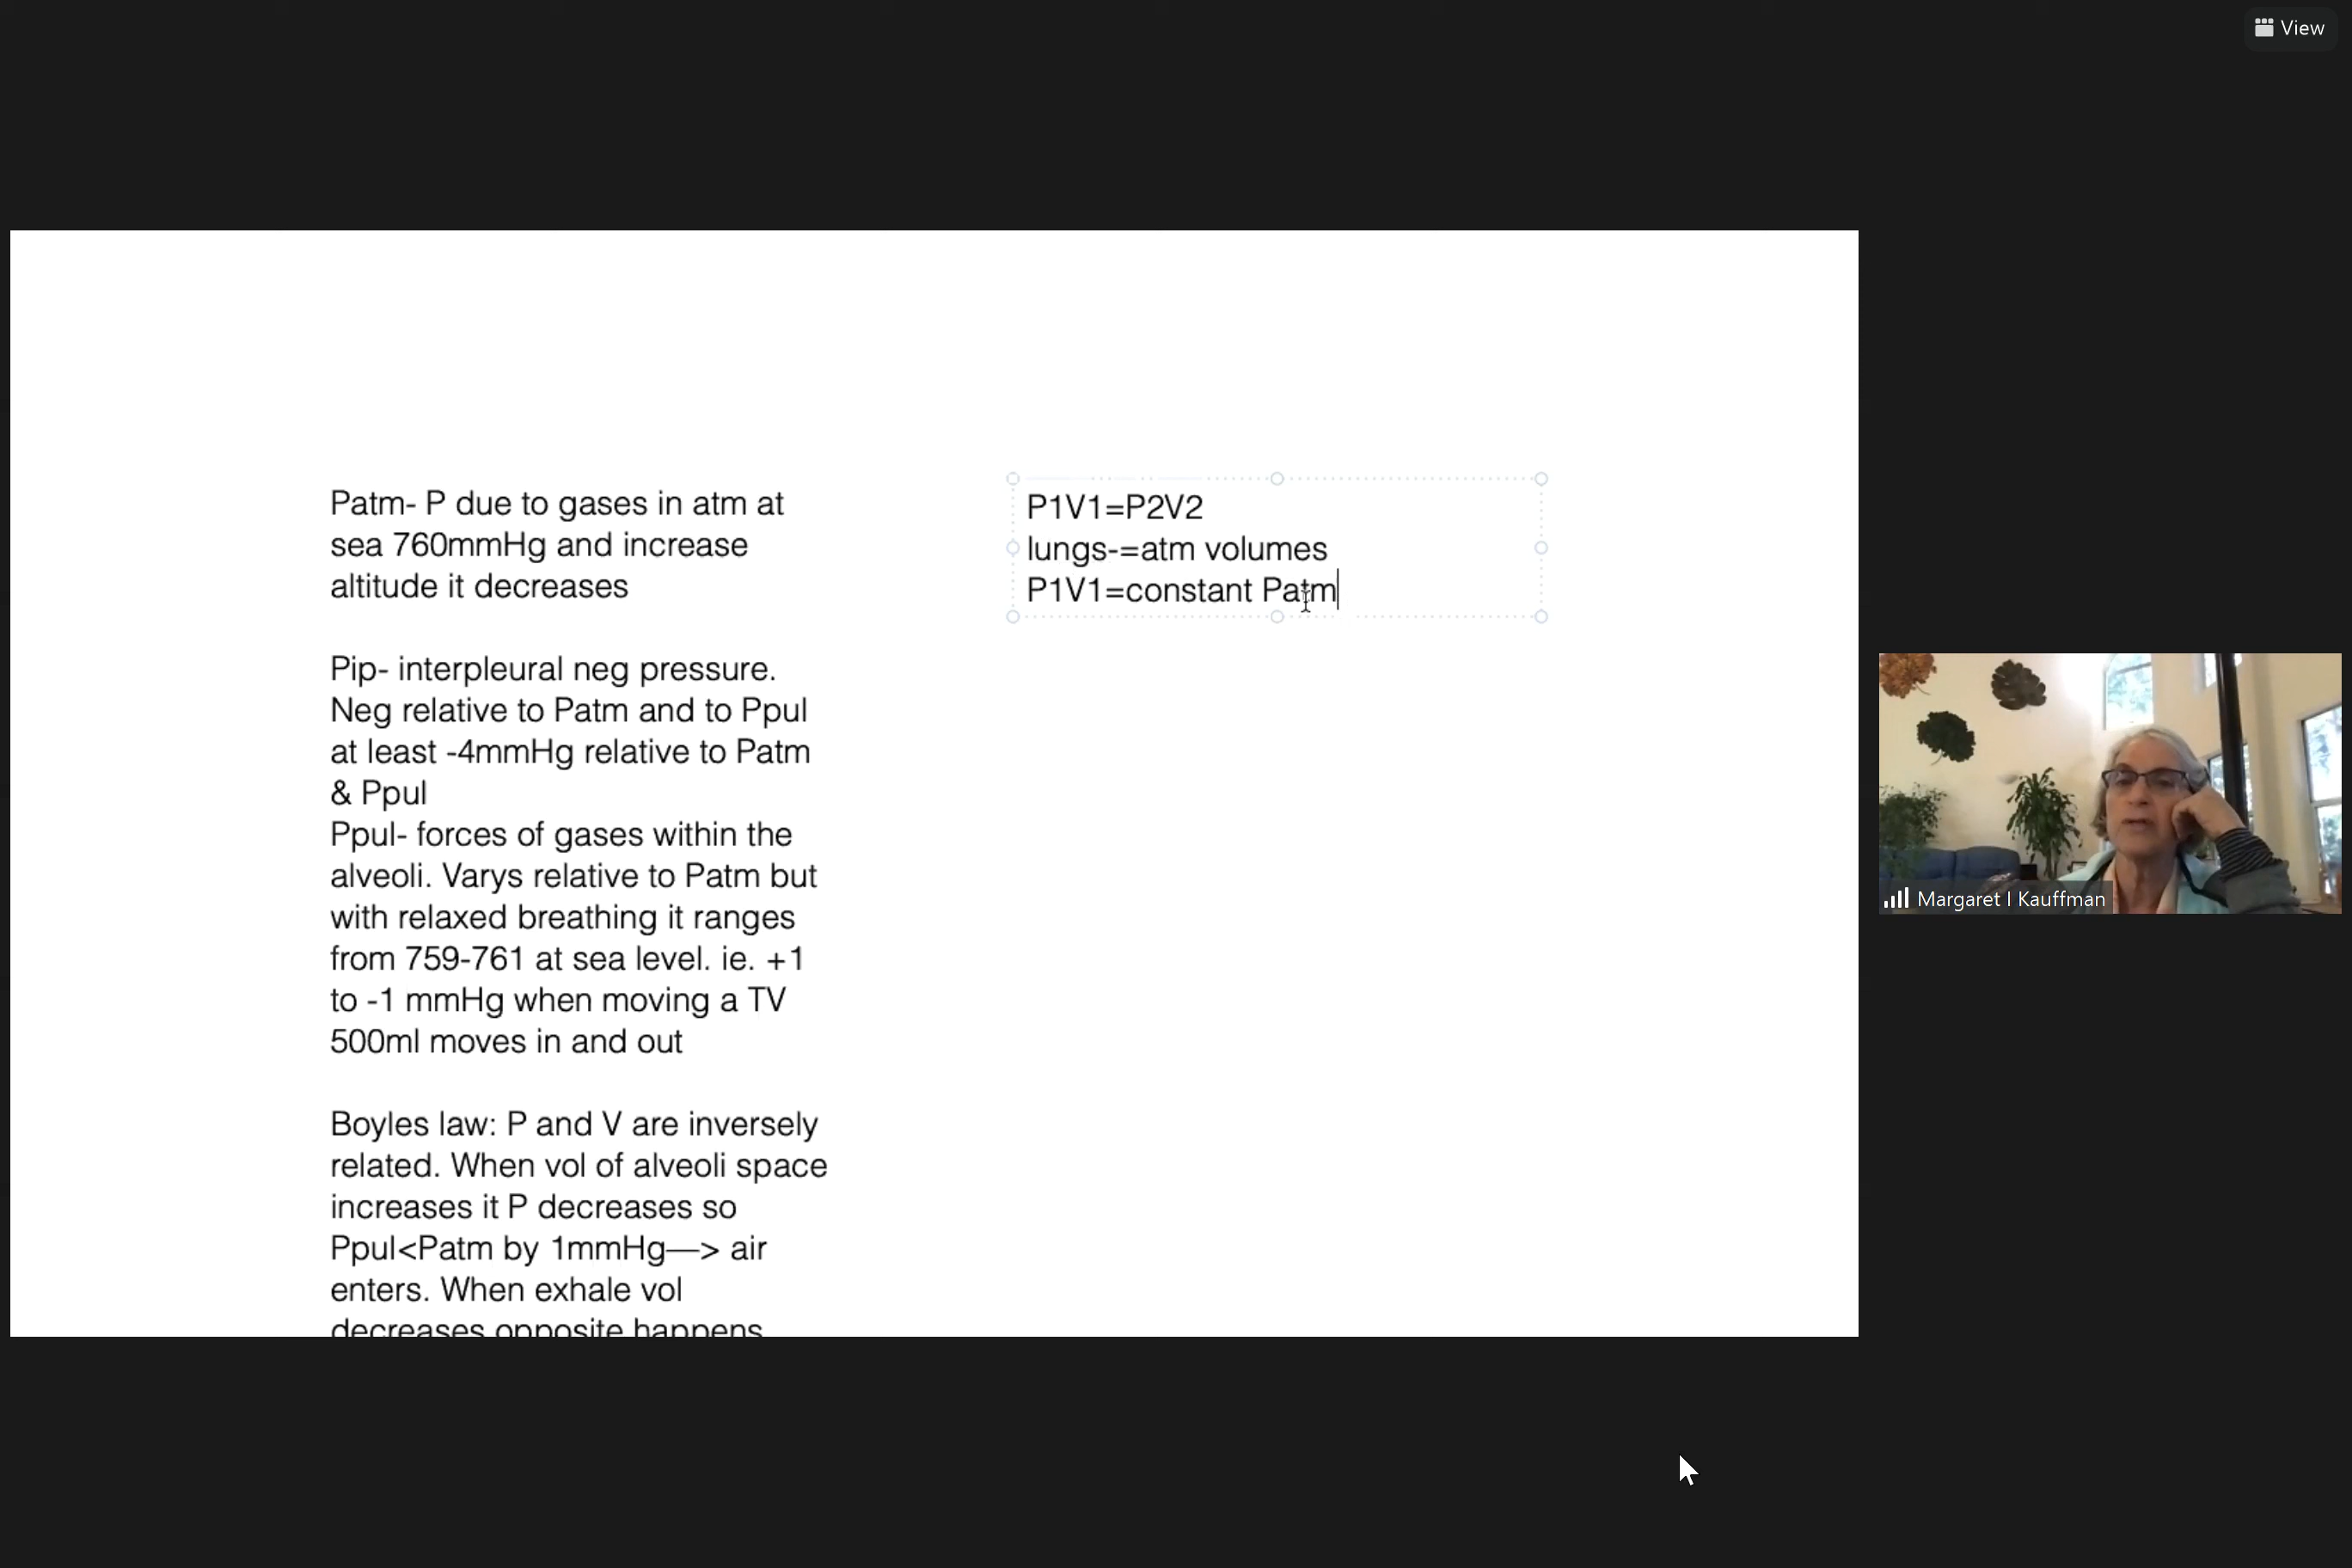 View
Patm- P due to gases in atm at
sea 760mmHg and increase
altitude it decreases
Pip- interpleural neg pressure.
Neg relative to Patm and to Ppul
at least -4mmHg relative to Patm
& Ppul
Ppul- forces of gases within the
alveoli. Varys relative to Patm but
with relaxed breathing it ranges
from 759-761 at sea level. ie. +1
to -1 mmHg when moving a TV
500ml moves in and out
Boyles law: P and V are inversely
related. When vol of alveoli space
increases it P decreases so
Ppul<Patm by 1mmHg—> air
enters. When exhale vol
decreases opposite happens
P1V1=P2V2
lungs-=atm volumes
P1V1=constant Patm
Margaret I Kauffman